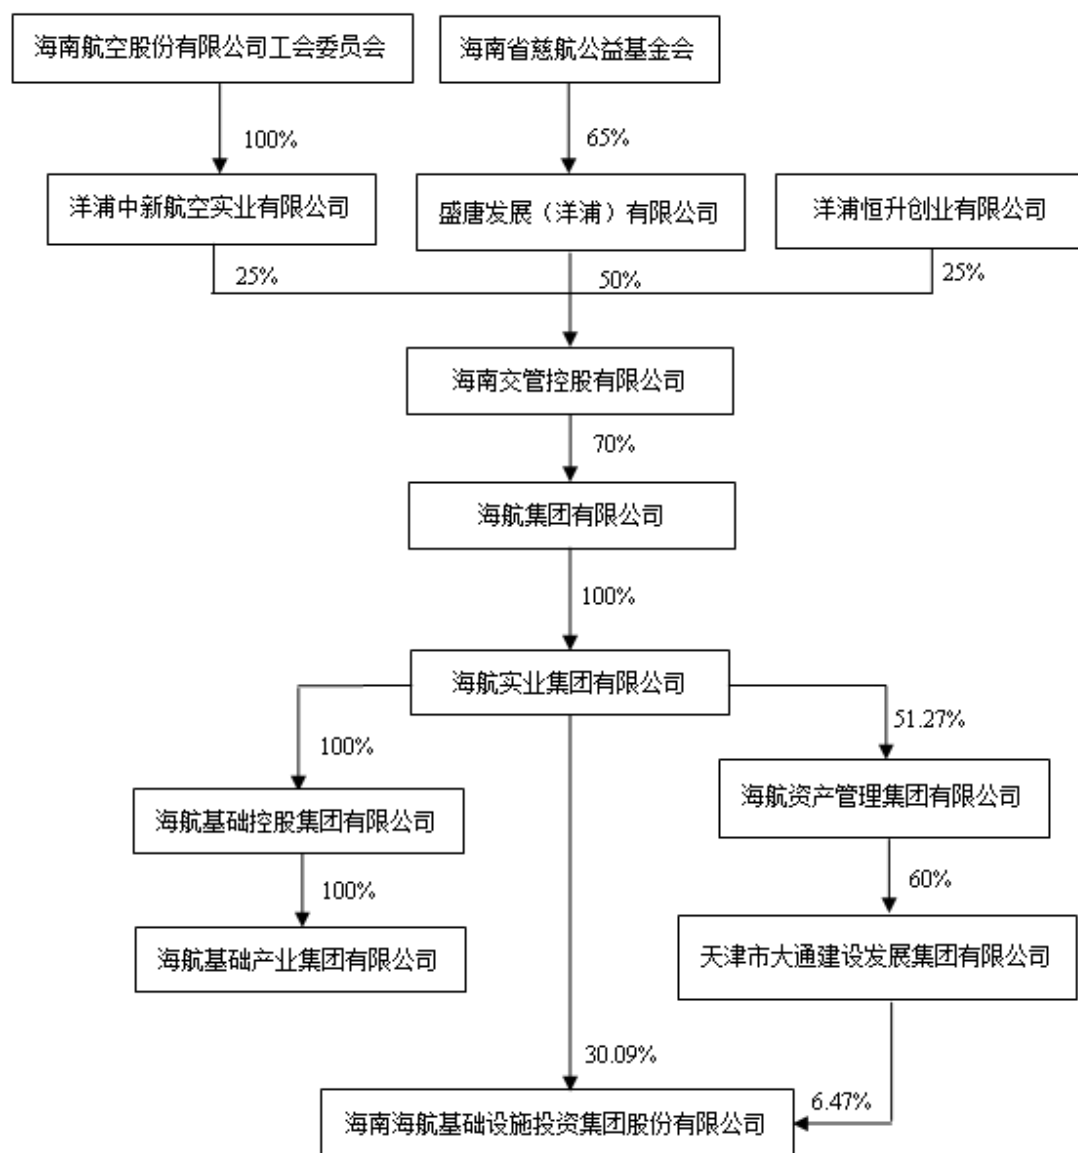 海南航空股份有限公司工会委员会
海南省慈航公益基金会
100%
65%
洋浦中新航空实业有限公司
盛唐发展（洋浦）有限公司
洋浦恒升创业有限公司
25%
50%
25%
海南交管控股有限公司
70%
海航集团有限公司
100%
海航实业集团有限公司
100%
51.27%
海航基础控股集团有限公司
海航资产管理集团有限公司
100%
60%
海航基础产业集团有限公司
天津市大通建设发展集团有限公司
30.09%
6.47%
海南海航基础设施投资集团股份有限公司